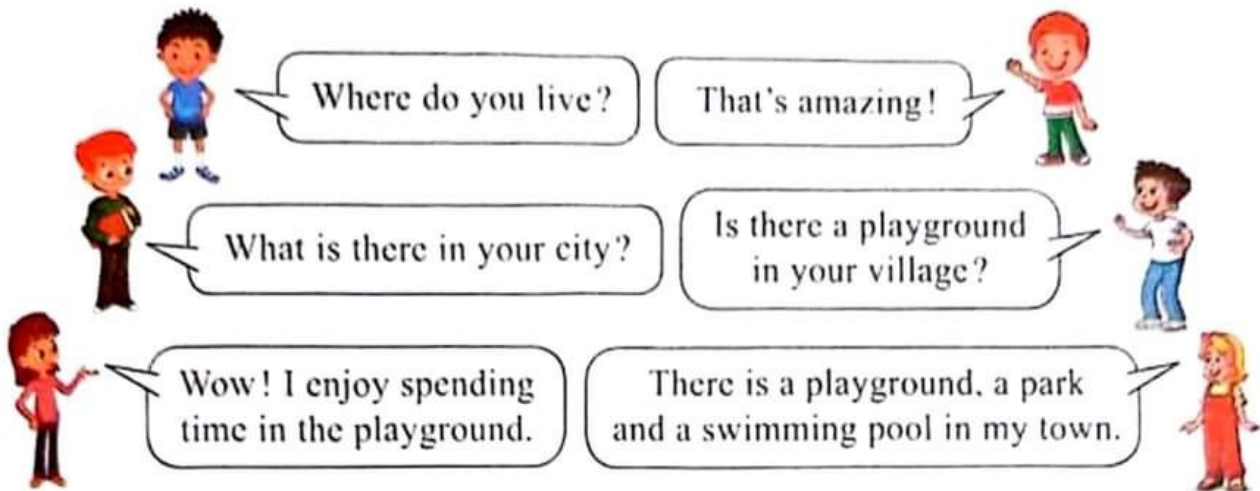 Where do you live?
That's amazing!
What is there in your city?
Is there a playground
in your village?
Wow! I enjoy spending
time in the playground.
There is a playground, a park
and a swimming pool in my town.